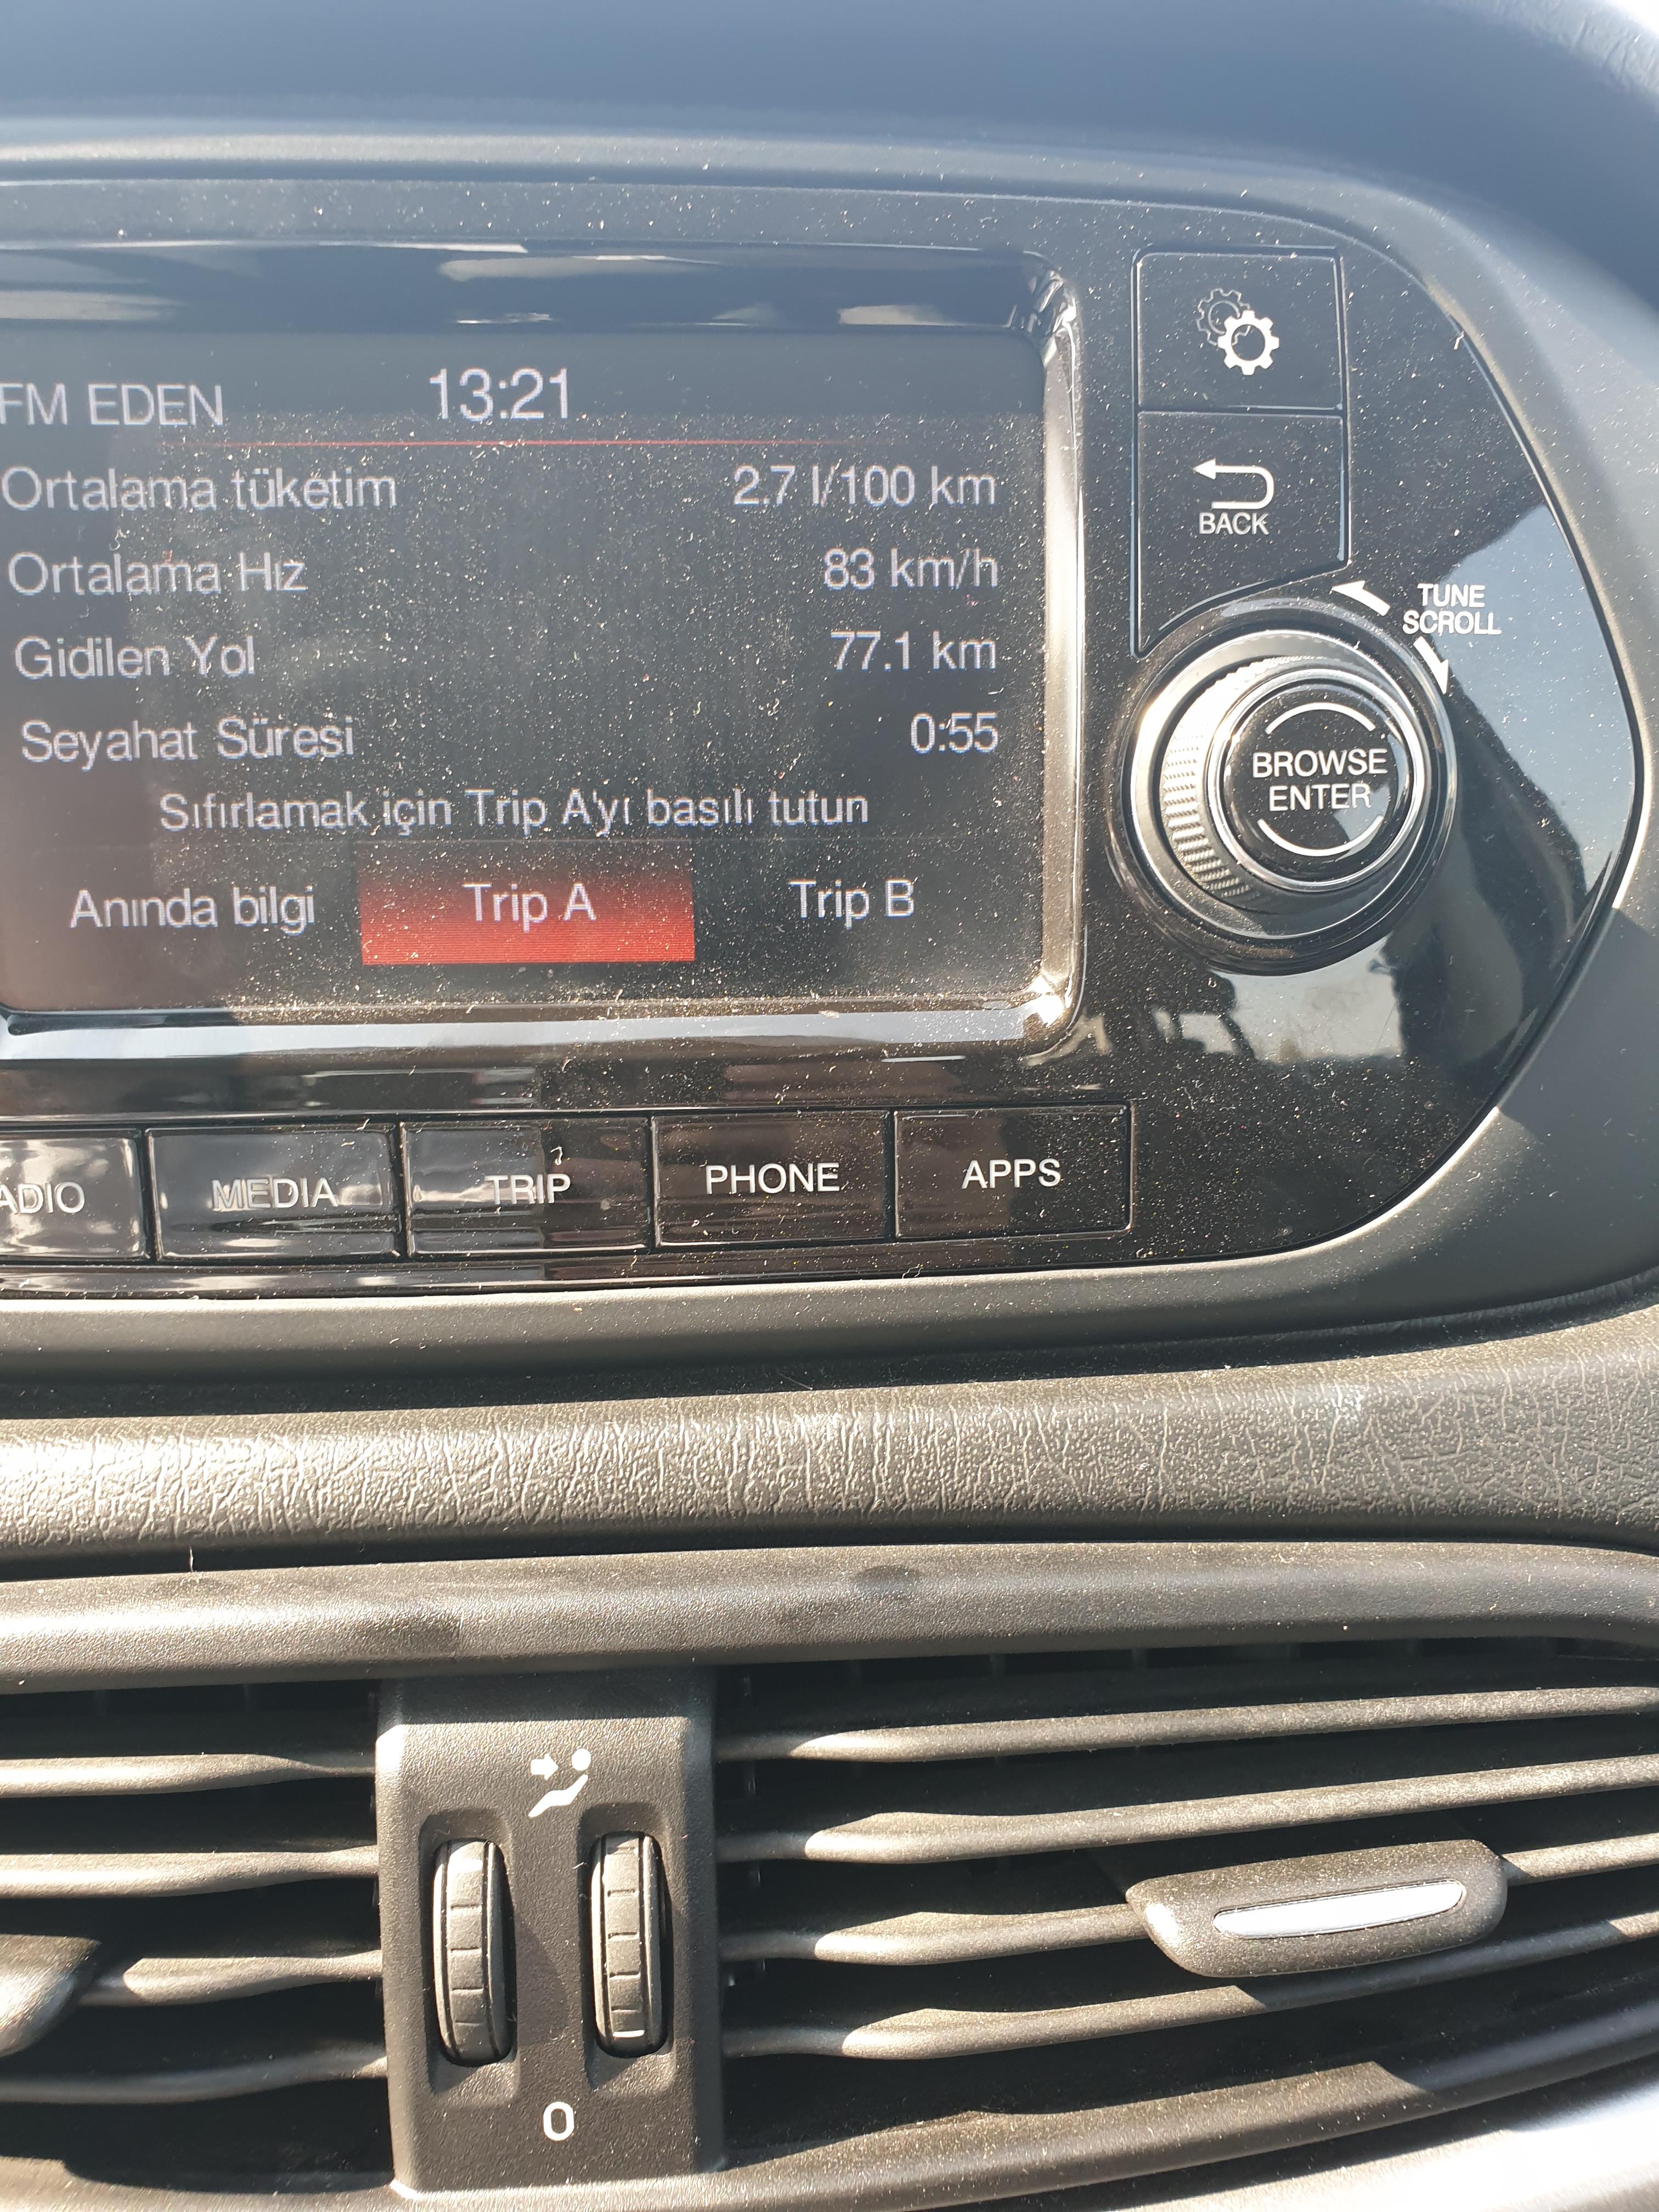 FM EDEN 13:21
Ortalama tüketim 2.7 l/100 km
Ortalama Hız 83 km/h
Gidilen Yol 77.1 km
Seyahat Süresi 0:55
Sıfırlamak için Trip A'yı basılı tutun
Anında bilgi Trip A Trip B
BACK
TUNE
SCROLL
BROWSE
ENTER
ADIO MEDIA TRIP PHONE APPS
0